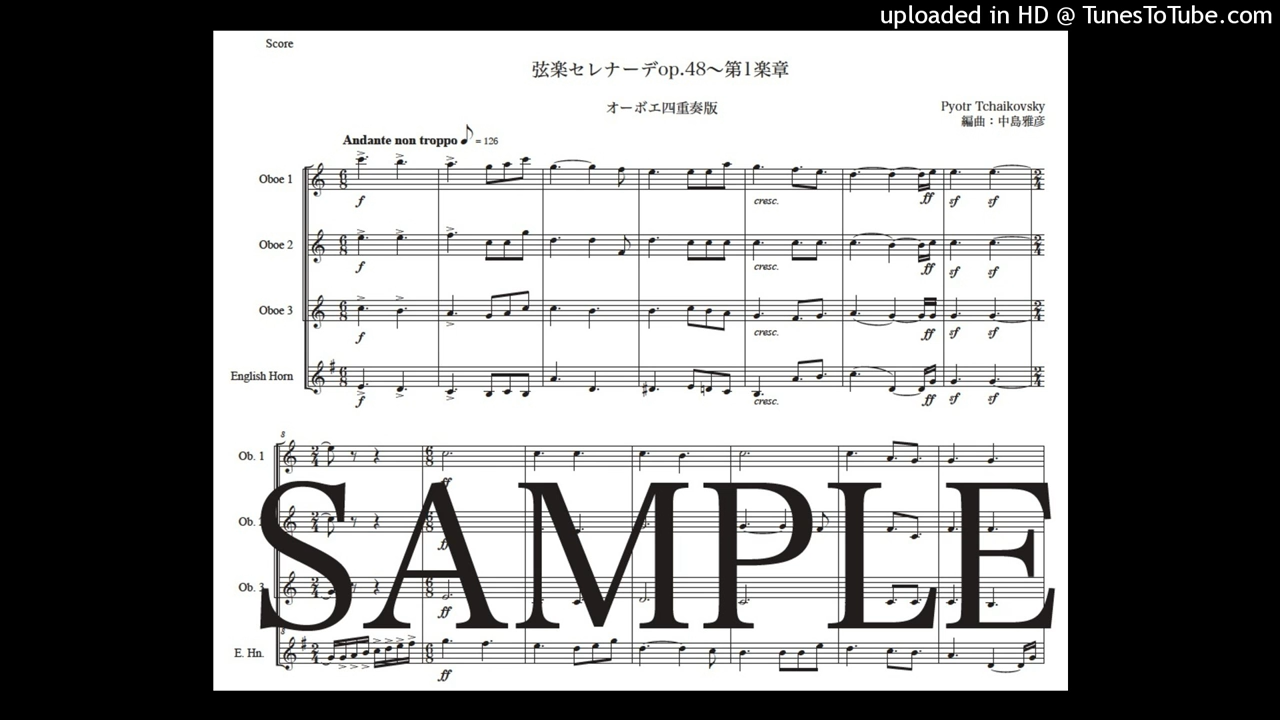 uploaded in HD @ TunesToTube.com
Score
弦楽セレナーデop.48～第1楽章
オーボエ四重奏版
Pyotr Tchaikovsky
編曲：中島雅彦
Andante non troppo ♪ = 126
Oboe 1
f
cresc.
ff
sf
sf
Oboe 2
f
cresc.
ff
sf
sf
Oboe 3
f
cresc.
ff
sf
sf
English Horn
f
cresc.
ff
sf
sf
8
Ob. 1
ff
Ob. 2
ff
Ob. 3
ff
8
E. Hn.
ff
SAMPLE